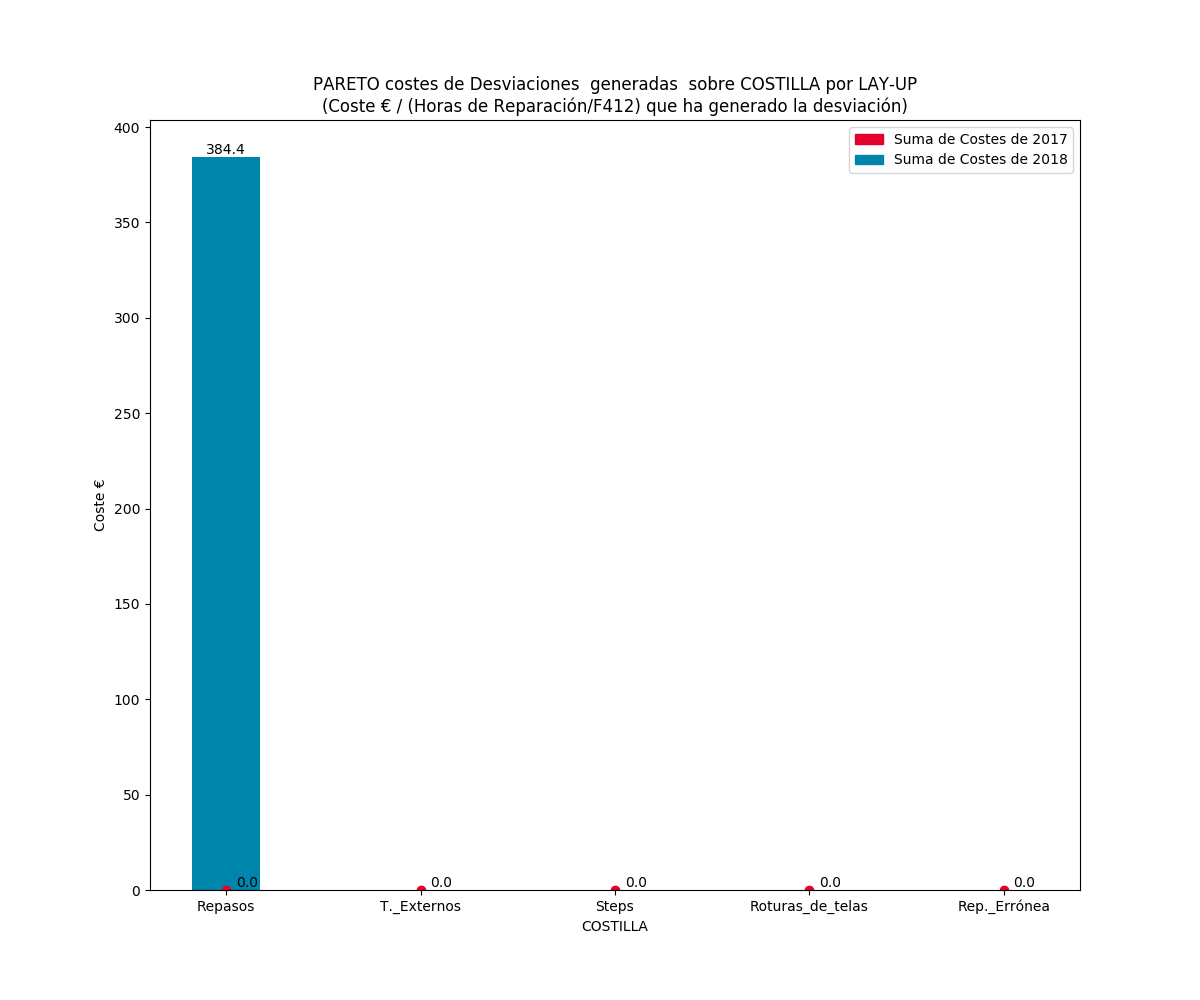 PARETO costes de Desviaciones  generadas  sobre COSTILLA por LAY-UP
(Coste € / (Horas de Reparación/F412) que ha generado la desviación)
Suma de Costes de 2017
Suma de Costes de 2018
400
350
300
250
200
150
100
50
0
Coste €
384.4
0.0
0.0
0.0
0.0
0.0
Repasos
T._Externos
Steps
Roturas_de_telas
Rep._Errónea
COSTILLA